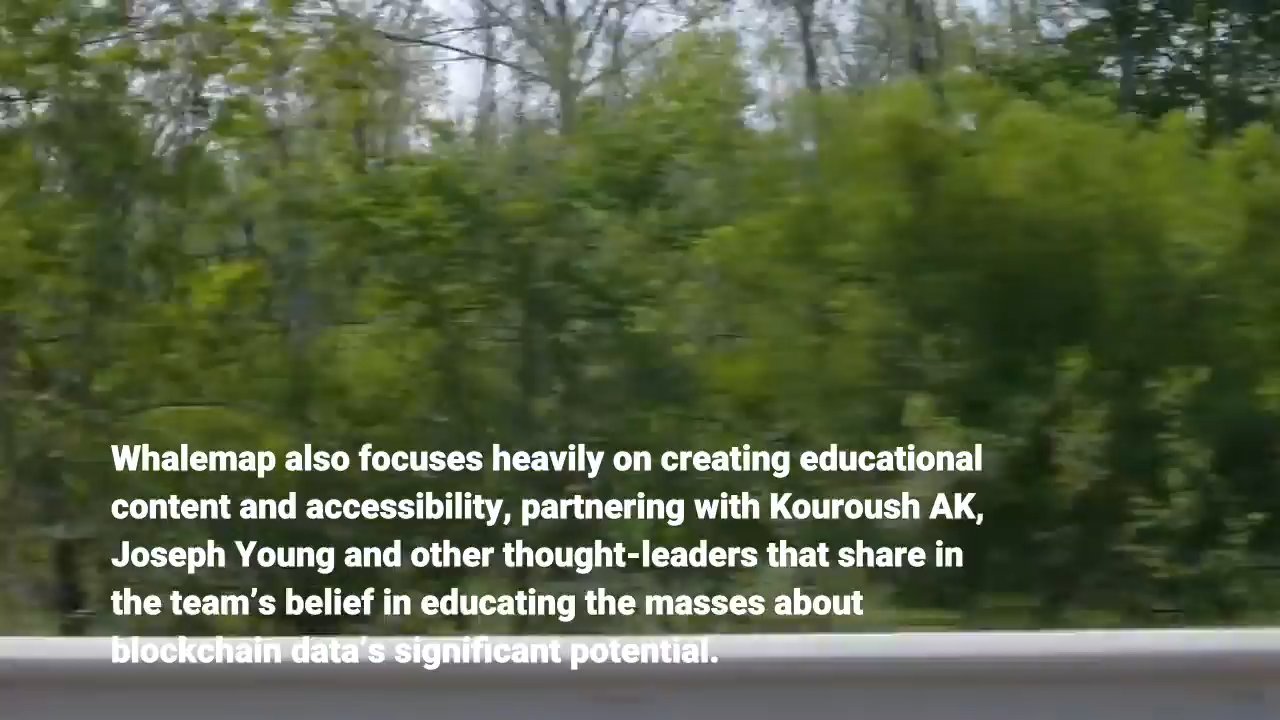 Whalemap also focuses heavily on creating educational
content and accessibility, partnering with Kouroush AK,
Joseph Young and other thought-leaders that share in
the team’s belief in educating the masses about
blockchain data’s significant potential.